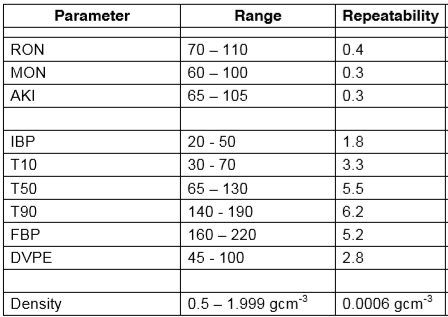 Parameter Range Repeatability
RON 70 – 110 0.4
MON 60 – 100 0.3
AKI 65 – 105 0.3
IBP 20 - 50 1.8
T10 30 - 70 3.3
T50 65 – 130 5.5
T90 140 - 190 6.2
FBP 160 – 220 5.2
DVPE 45 - 100 2.8
Density 0.5 – 1.999 gcm⁻³ 0.0006 gcm⁻³